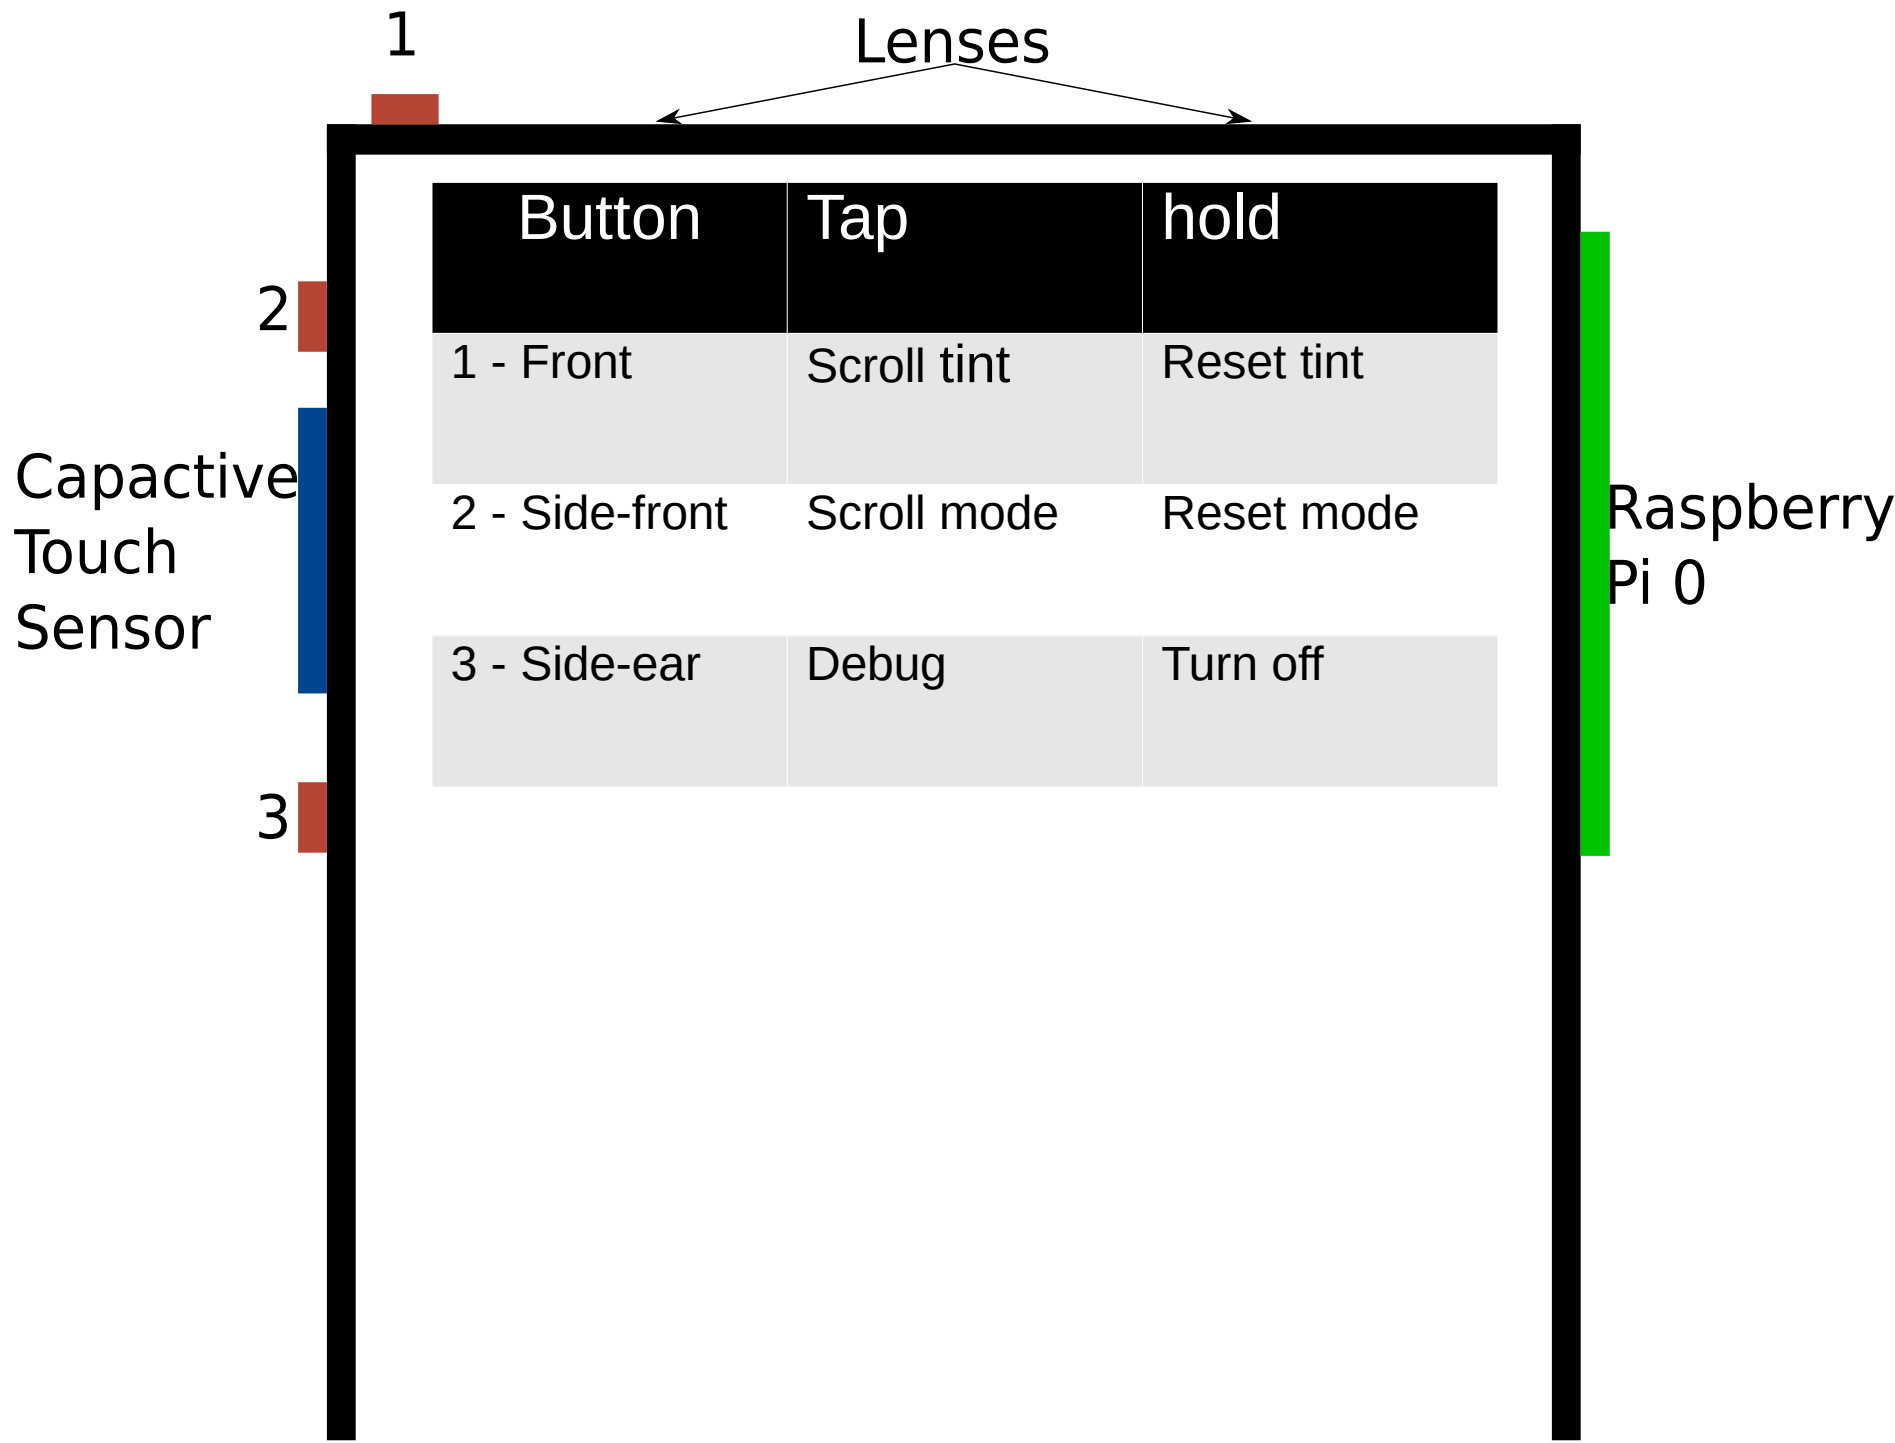 1
Lenses
Button Tap hold
2
1 - Front Scroll tint Reset tint
Capactive
Touch
Sensor
2 - Side-front Scroll mode Reset mode
Raspberry
Pi 0
3 - Side-ear Debug Turn off
3